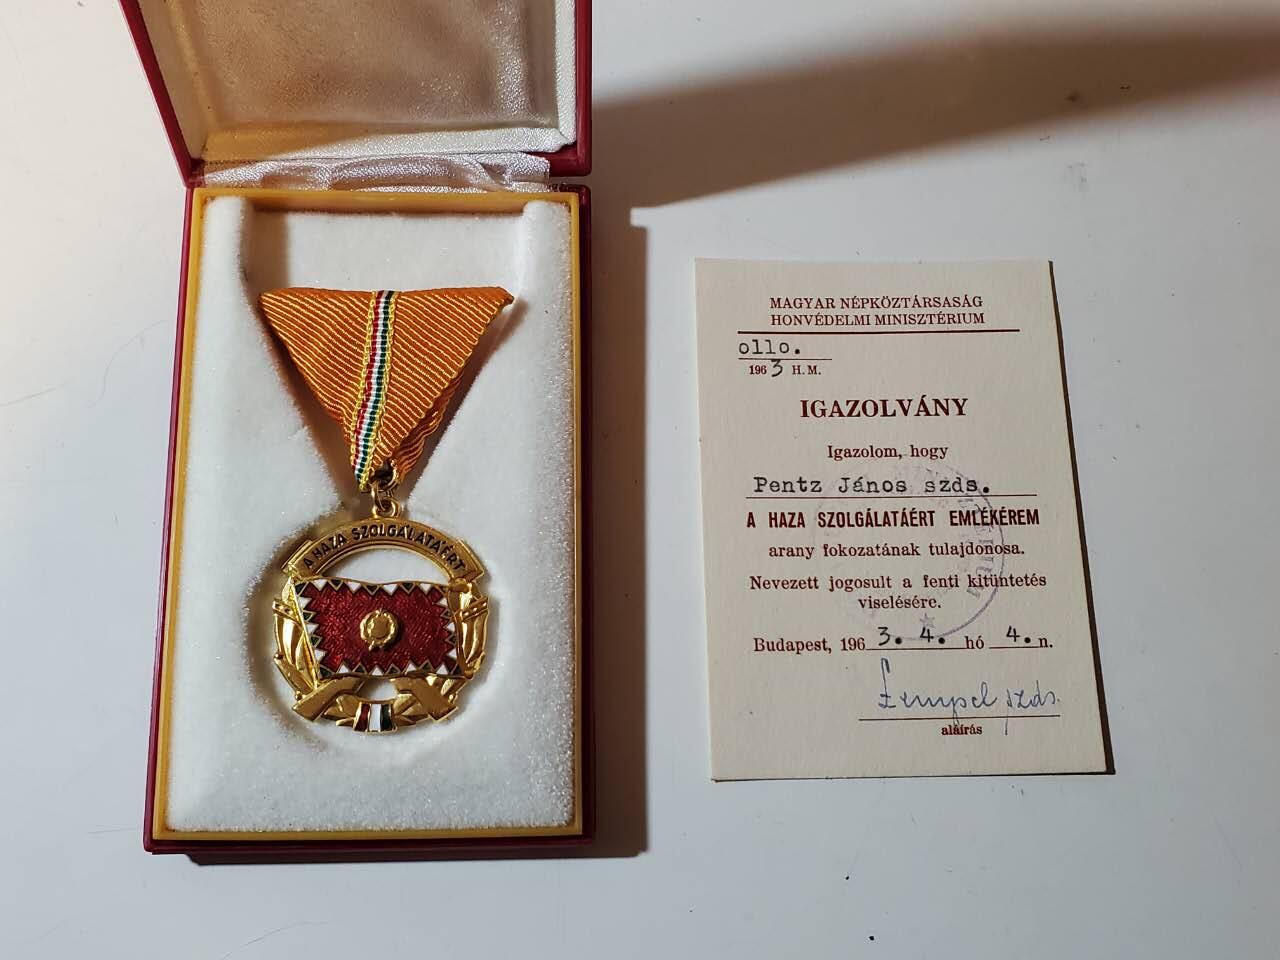 A HAZA SZOLGÁLATÁÉRT
MAGYAR NÉPKÖZTÁRSASÁG
HONVÉDELMI MINISZTÉRIUM
ollo.
1963 H. M.
IGAZOLVÁNY
Igazolom, hogy
Pentz János szds.
A HAZA SZOLGÁLATÁÉRT EMLÉKÉREM
arany fokozatának tulajdonosa.
Nevezett jogosult a fenti kitüntetés
viselésére.
Budapest, 1963. 4. hó 4. n.
szds.
aláírás